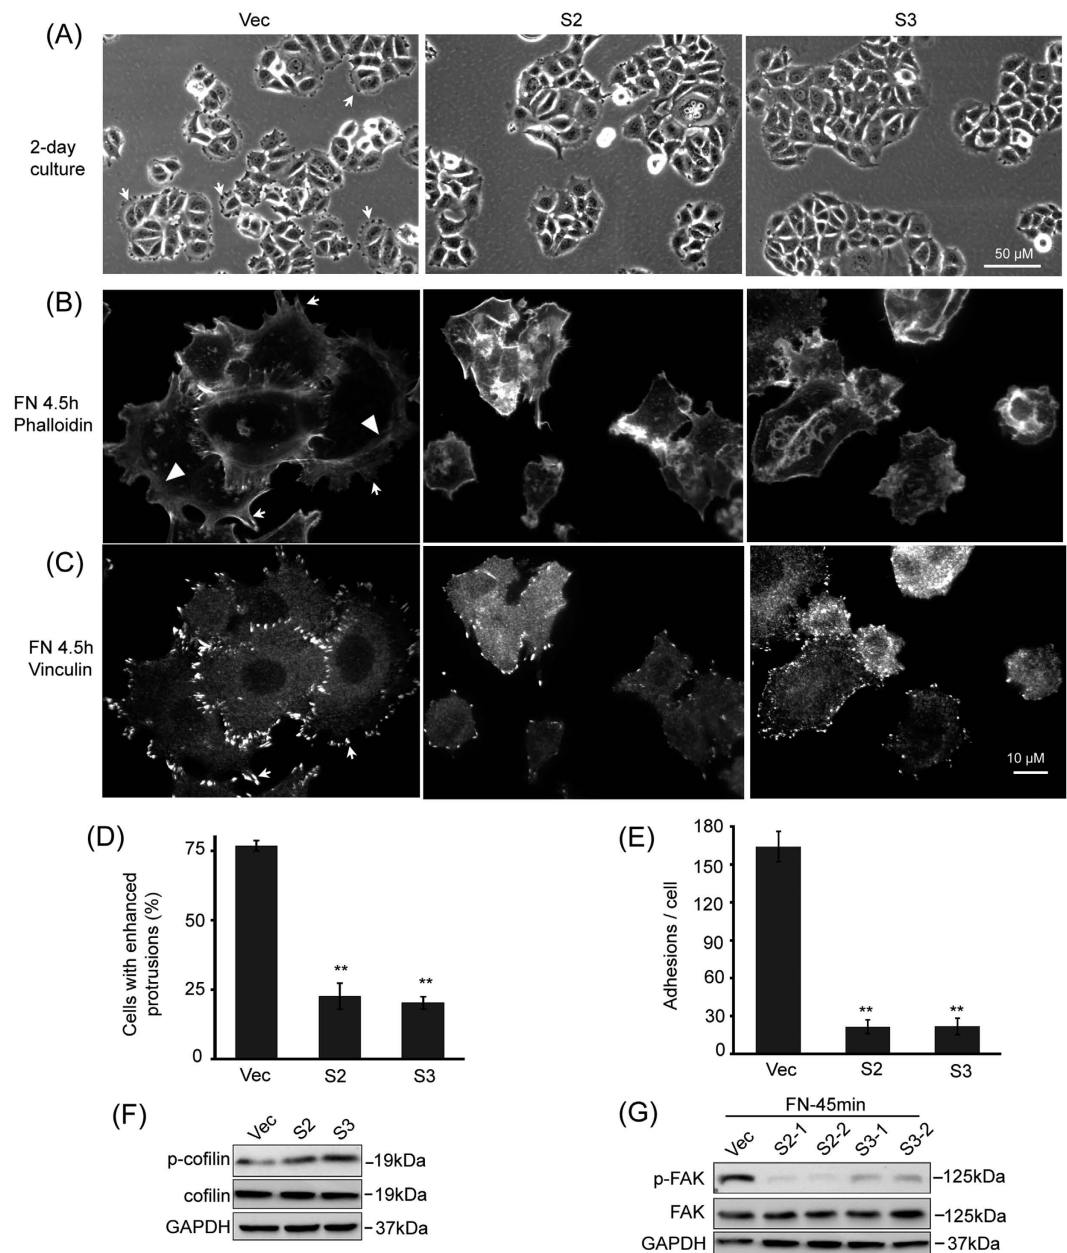 Vec S2 S3
(A)
2-day
culture
50 µM
(B)
FN 4.5h
Phalloidin
(C)
FN 4.5h
Vinculin
10 µM
(D)
Cells with enhanced
protrusions (%)
75
50
25
0
** **
Vec S2 S3
(E)
Adhesions / cell
180
150
120
90
60
30
0
** **
Vec S2 S3
(F)
Vec S2 S3
p-cofilin –19kDa
cofilin –19kDa
GAPDH –37kDa
(G)
FN-45min
Vec S2-1 S2-2 S3-1 S3-2
p-FAK –125kDa
FAK –125kDa
GAPDH –37kDa